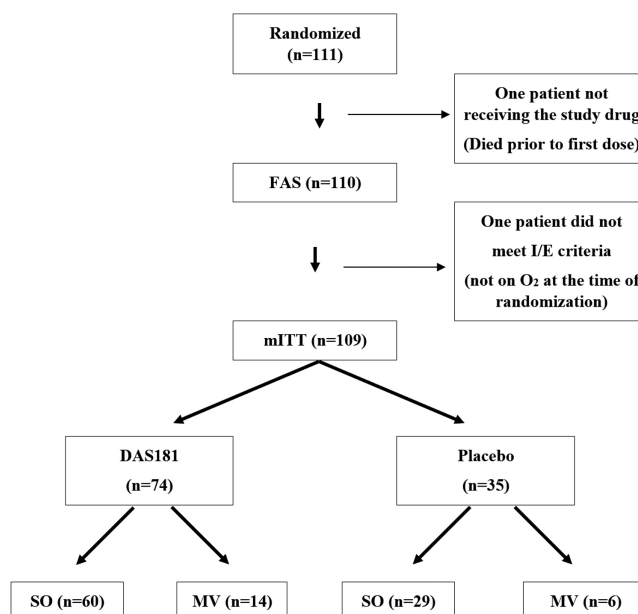 Randomized
(n=111)
One patient not
receiving the study drug
(Died prior to first dose)
FAS (n=110)
One patient did not
meet I/E criteria
(not on O₂ at the time of
randomization)
mITT (n=109)
DAS181
(n=74)
Placebo
(n=35)
SO (n=60)
MV (n=14)
SO (n=29)
MV (n=6)